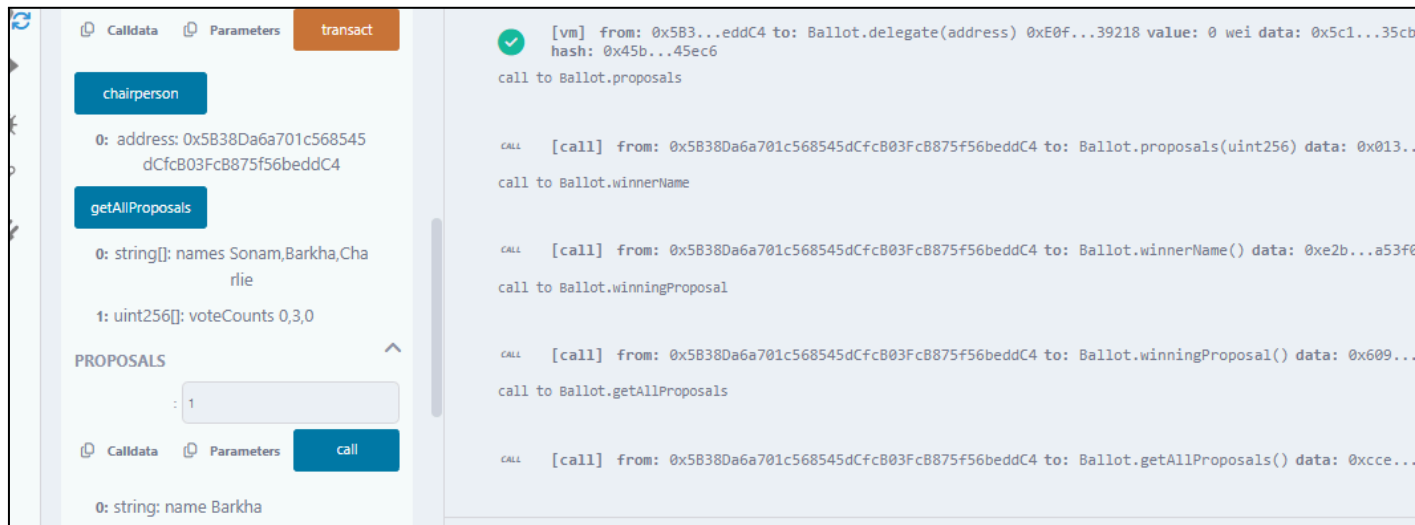 Calldata Parameters transact
chairperson
0: address: 0x5B38Da6a701c568545
dCfcB03FcB875f56beddC4
getAllProposals
0: string[]: names Sonam,Barkha,Cha
rlie
1: uint256[]: voteCounts 0,3,0
PROPOSALS
: 1
Calldata Parameters call
0: string: name Barkha
[vm] from: 0x5B3...eddC4 to: Ballot.delegate(address) 0xE0f...39218 value: 0 wei data: 0x5c1...35cb
hash: 0x45b...45ec6
call to Ballot.proposals
CALL [call] from: 0x5B38Da6a701c568545dCfcB03FcB875f56beddC4 to: Ballot.proposals(uint256) data: 0x013..
call to Ballot.winnerName
CALL [call] from: 0x5B38Da6a701c568545dCfcB03FcB875f56beddC4 to: Ballot.winnerName() data: 0xe2b...a53f0
call to Ballot.winningProposal
CALL [call] from: 0x5B38Da6a701c568545dCfcB03FcB875f56beddC4 to: Ballot.winningProposal() data: 0x609...
call to Ballot.getAllProposals
CALL [call] from: 0x5B38Da6a701c568545dCfcB03FcB875f56beddC4 to: Ballot.getAllProposals() data: 0xcce...